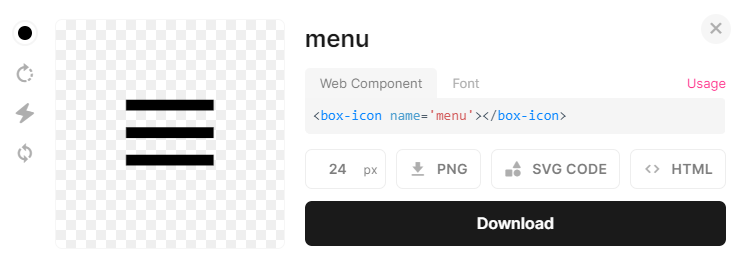 menu
Web Component Font Usage
<box-icon name='menu'></box-icon>
24 px PNG SVG CODE HTML
Download